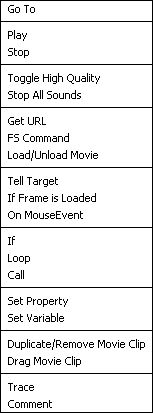 Go To
Play
Stop
Toggle High Quality
Stop All Sounds
Get URL
FS Command
Load/Unload Movie
Tell Target
If Frame is Loaded
On MouseEvent
If
Loop
Call
Set Property
Set Variable
Duplicate/Remove Movie Clip
Drag Movie Clip
Trace
Comment